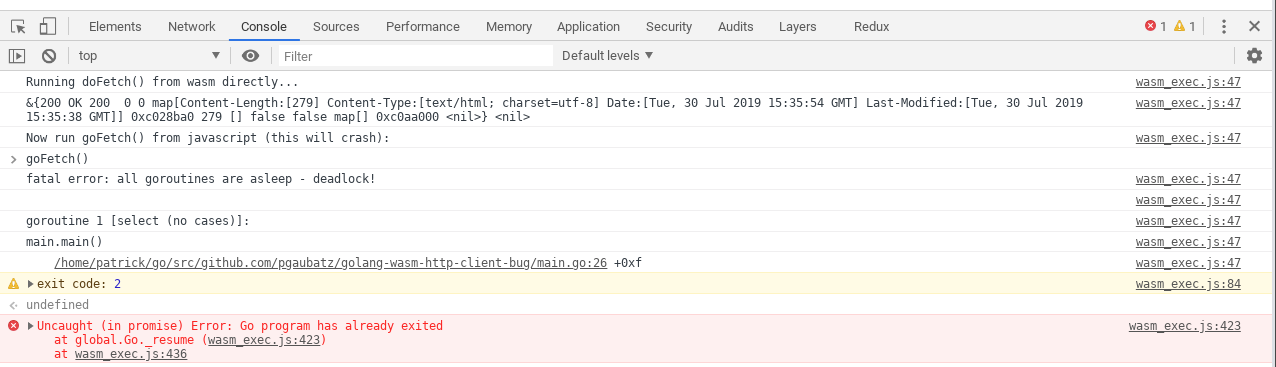 Elements Network Console Sources Performance Memory Application Security Audits Layers Redux 1 1
top Filter Default levels
Running doFetch() from wasm directly... wasm_exec.js:47
&{200 OK 200  0 0 map[Content-Length:[279] Content-Type:[text/html; charset=utf-8] Date:[Tue, 30 Jul 2019 15:35:54 GMT] Last-Modified:[Tue, 30 Jul 2019 wasm_exec.js:47
15:35:38 GMT]] 0xc028ba0 279 [] false false map[] 0xc0aa000 <nil>} <nil>
Now run goFetch() from javascript (this will crash): wasm_exec.js:47
goFetch()
fatal error: all goroutines are asleep - deadlock! wasm_exec.js:47
wasm_exec.js:47
goroutine 1 [select (no cases)]: wasm_exec.js:47
main.main() wasm_exec.js:47
/home/patrick/go/src/github.com/pgaubatz/golang-wasm-http-client-bug/main.go:26 +0xf wasm_exec.js:47
exit code: 2 wasm_exec.js:84
undefined
Uncaught (in promise) Error: Go program has already exited wasm_exec.js:423
at global.Go._resume (wasm_exec.js:423)
at wasm_exec.js:436